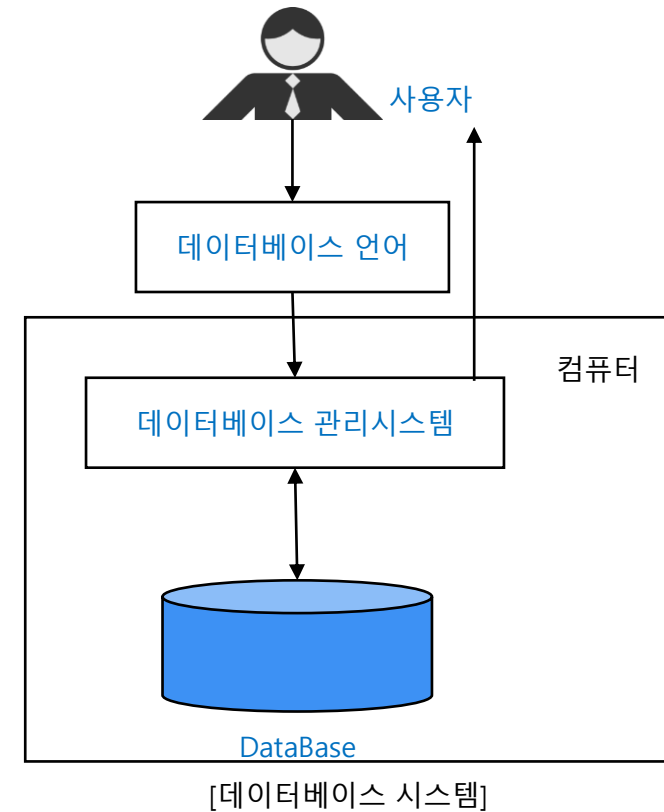 사용자
데이터베이스 언어
컴퓨터
데이터베이스 관리시스템
DataBase
[데이터베이스 시스템]